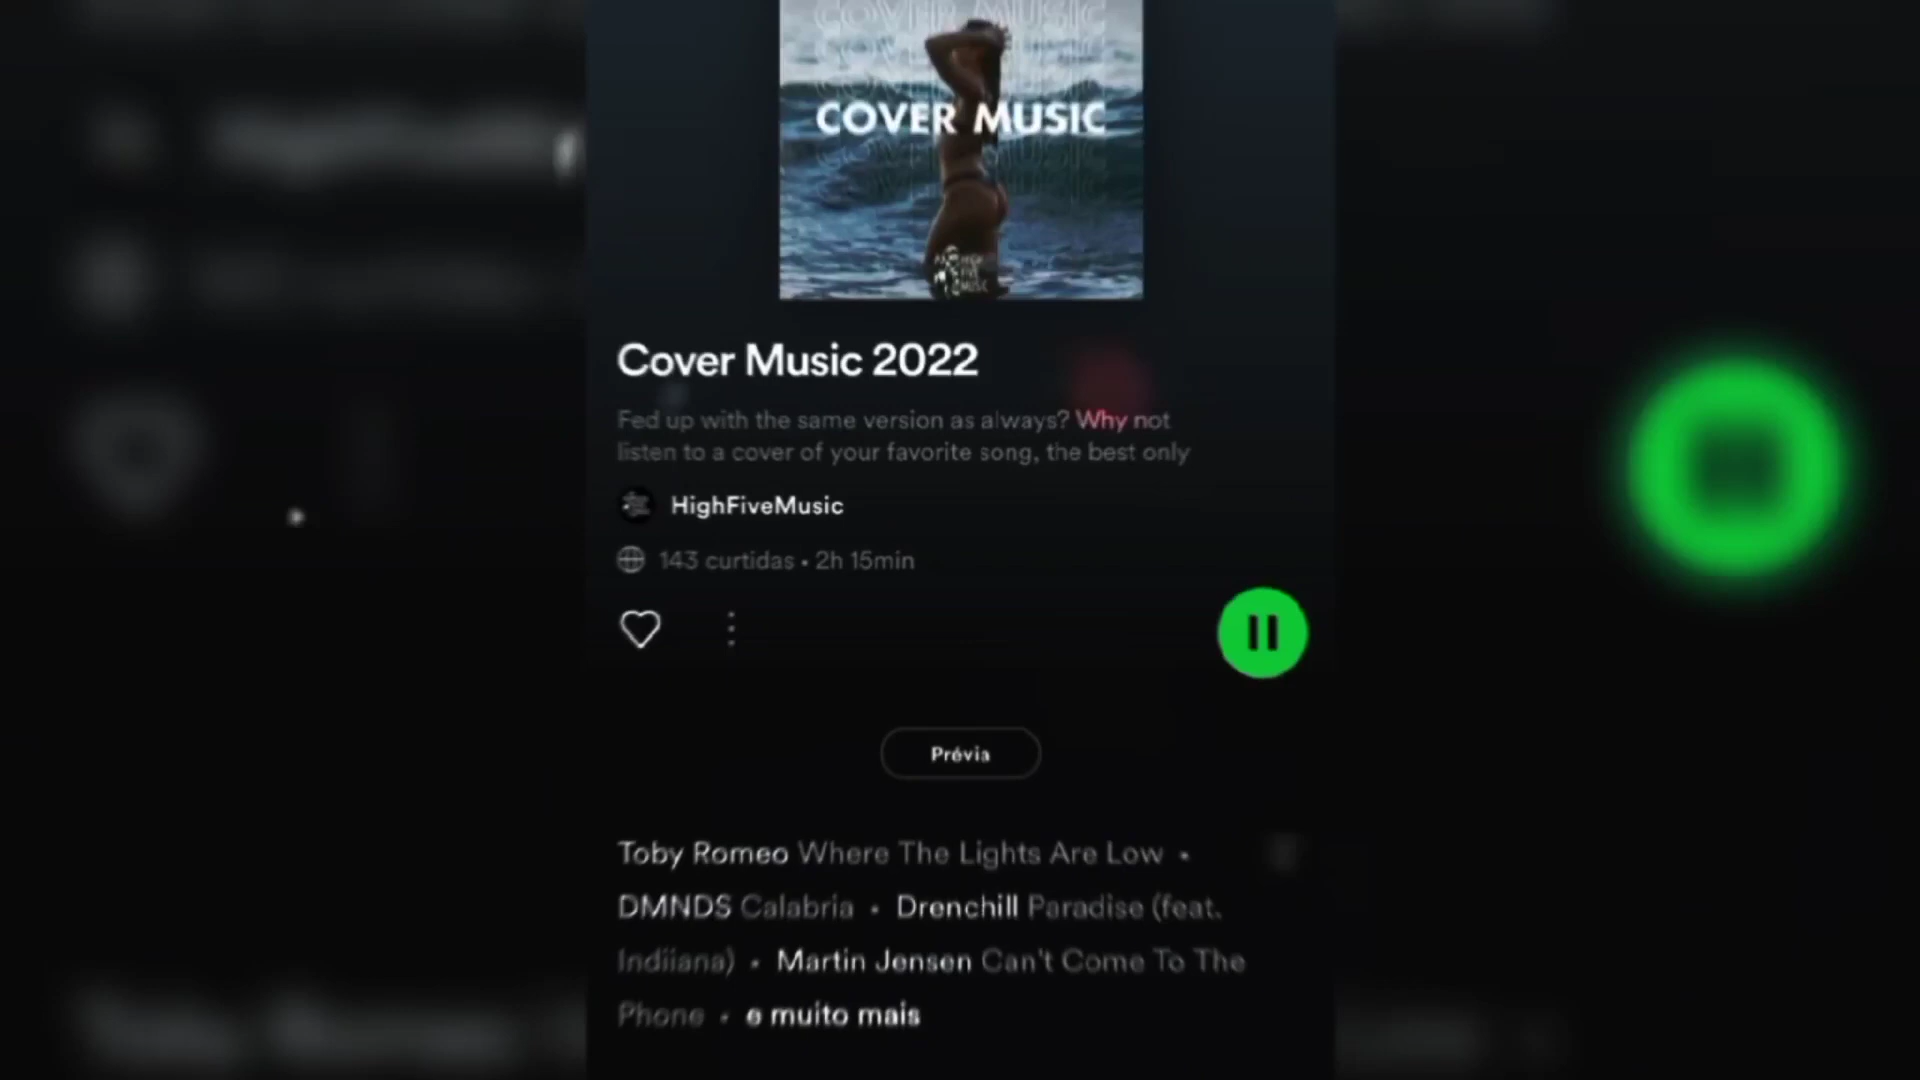 COVER MUSIC
COVER MUSIC
Cover Music 2022
Fed up with the same version as always? Why not
listen to a cover of your favorite song, the best only
HighFiveMusic
143 curtidas • 2h 15min
Prévia
Toby Romeo Where The Lights Are Low •
DMNDS Calabria • Drenchill Paradise (feat.
Indiiana) • Martin Jensen Can't Come To The
Phone • e muito mais